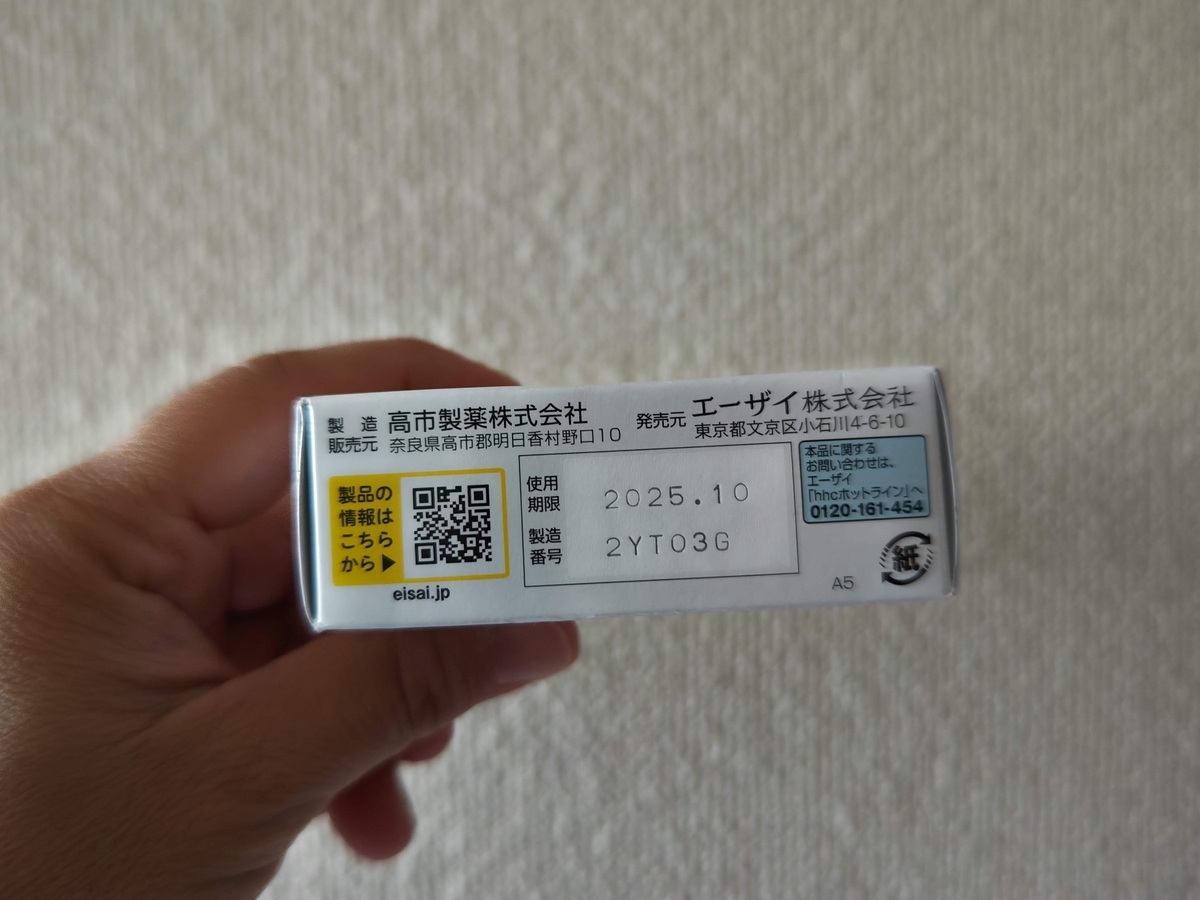 製造
販売元
高市製薬株式会社
奈良県高市郡明日香村野口10
発売元
エーザイ株式会社
東京都文京区小石川4-6-10
製品の
情報は
こちら
から▶
eisai.jp
使用
期限
2025.10
製造
番号
2YT03G
本品に関する
お問い合わせは、
エーザイ
「hhcホットライン」へ
0120-161-454
A5
紙